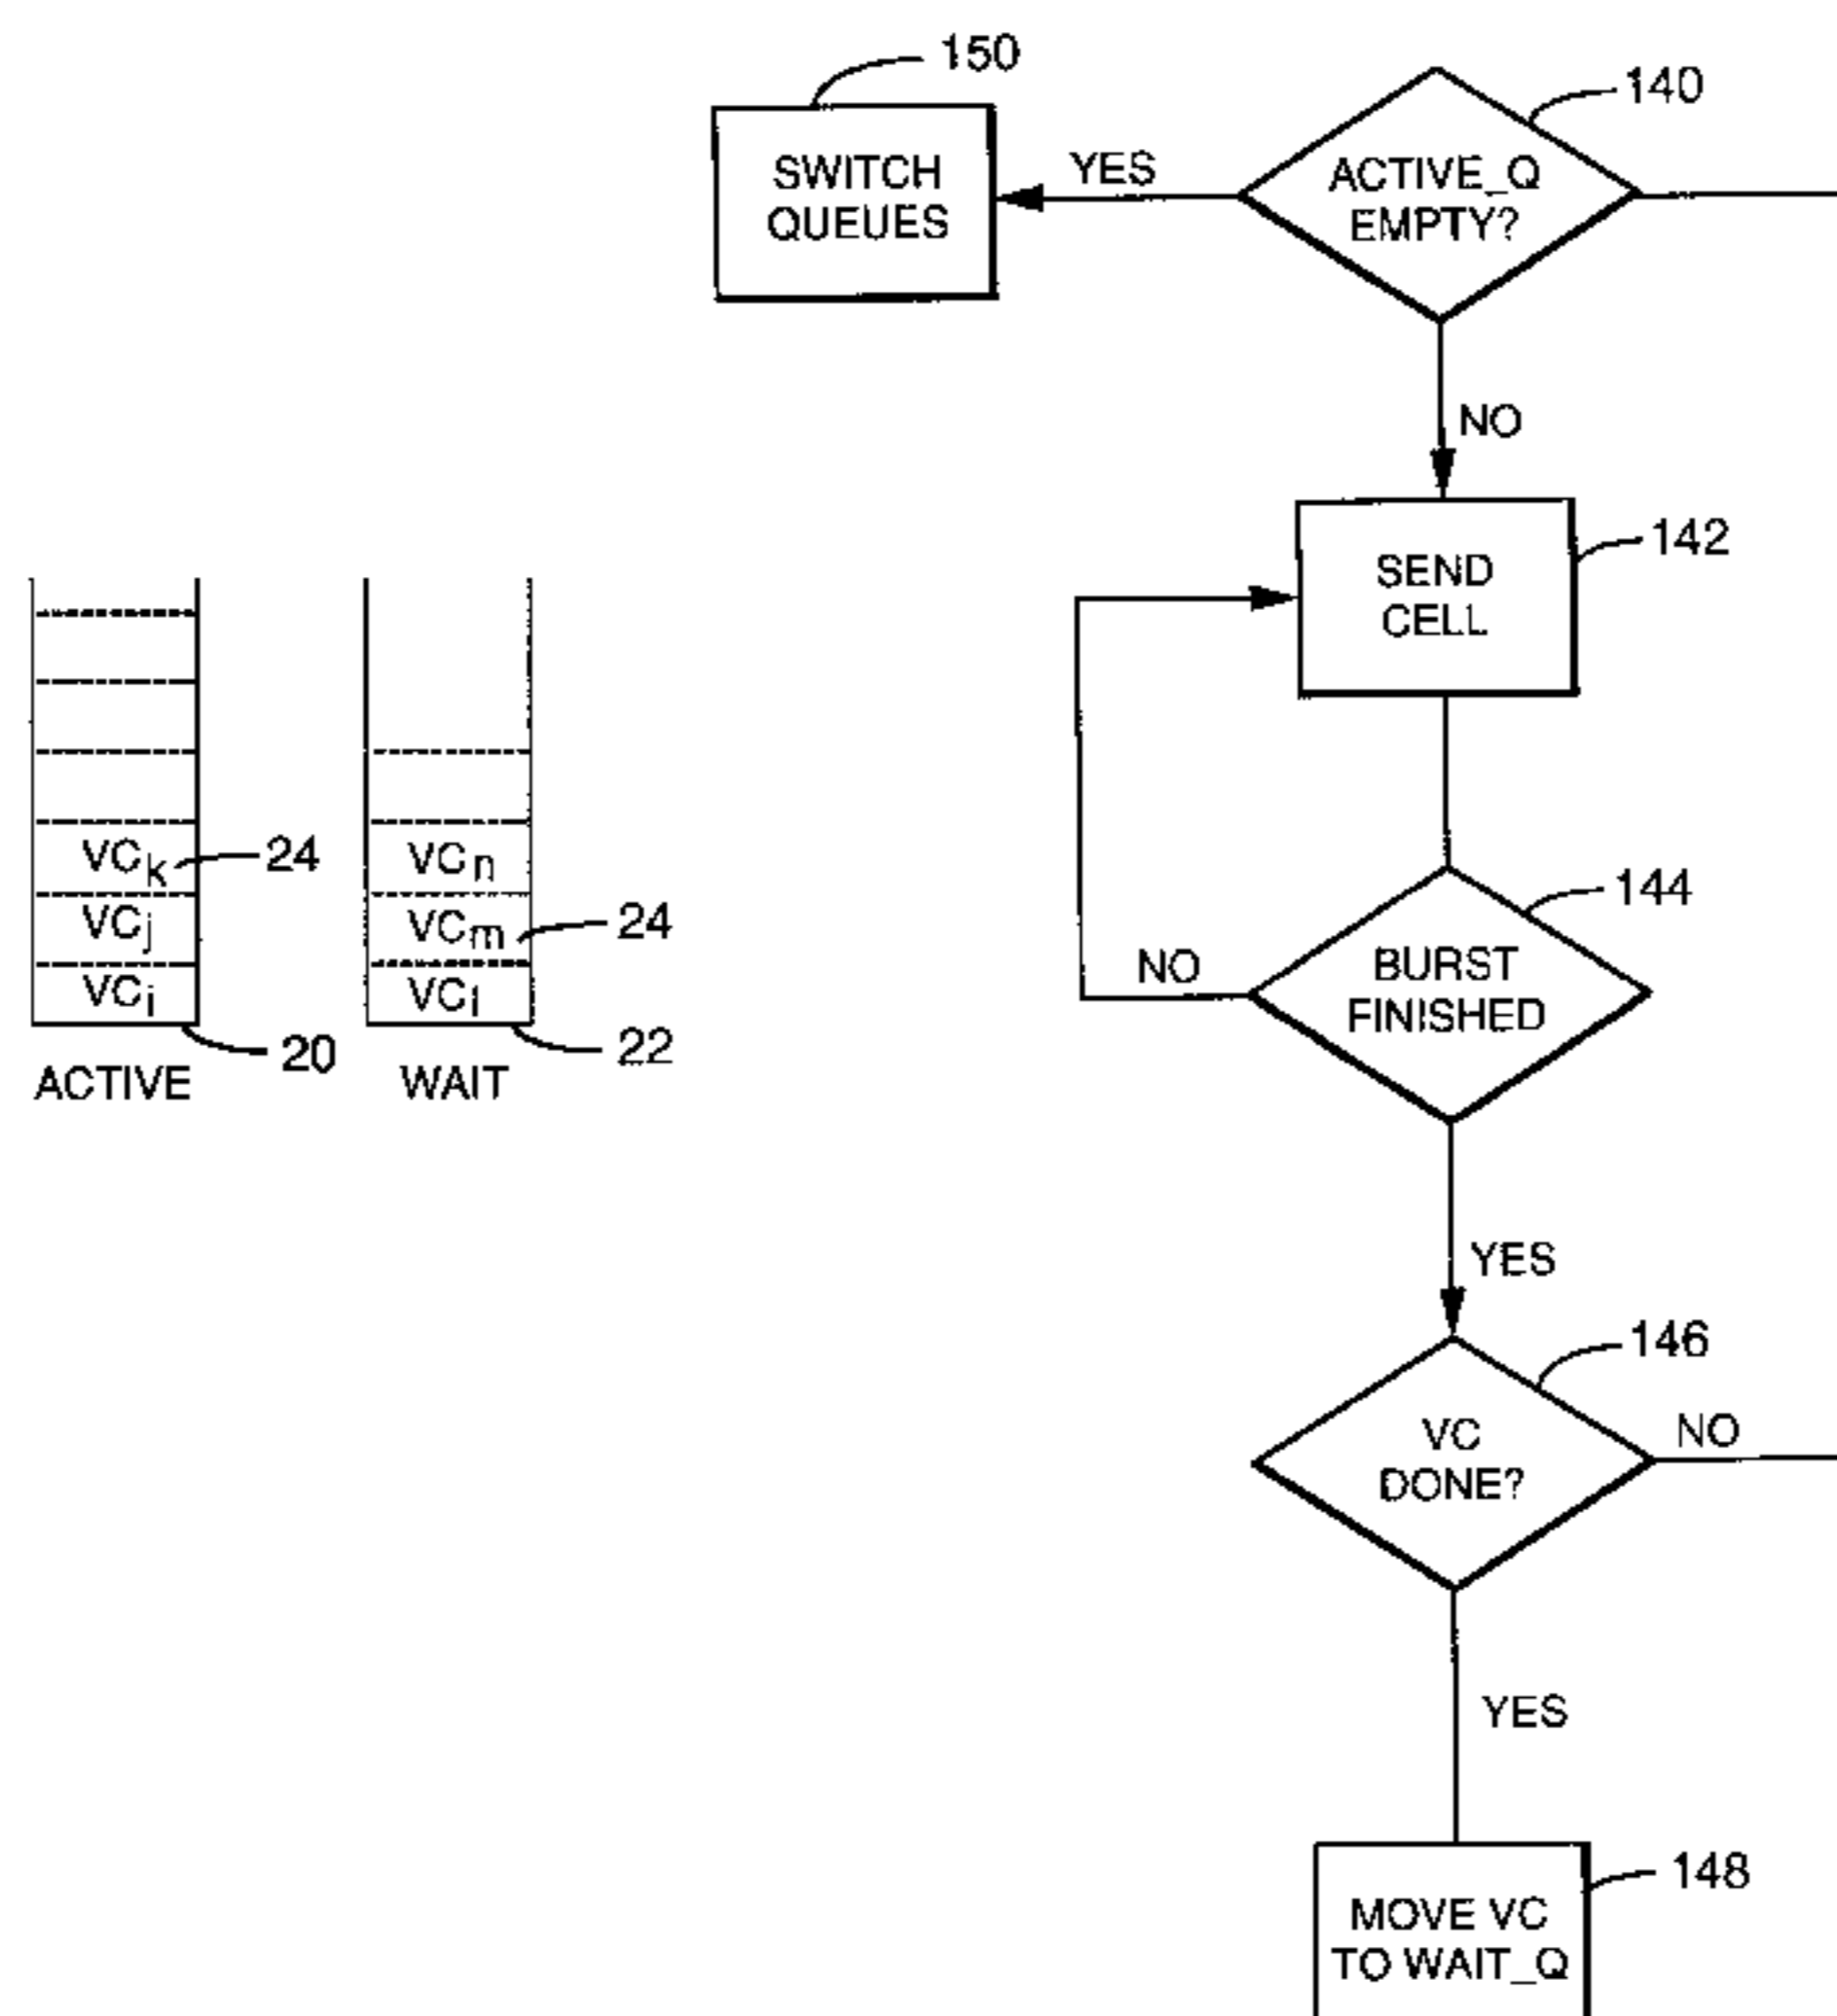 150
SWITCH
QUEUES
YES
140
ACTIVE_Q
EMPTY?
NO
142
SEND
CELL
VCk
24
VCj
VCi
20
ACTIVE
VCn
VCm
24
VCl
22
WAIT
144
BURST
FINISHED
NO
YES
146
VC
DONE?
NO
YES
148
MOVE VC
TO WAIT_Q